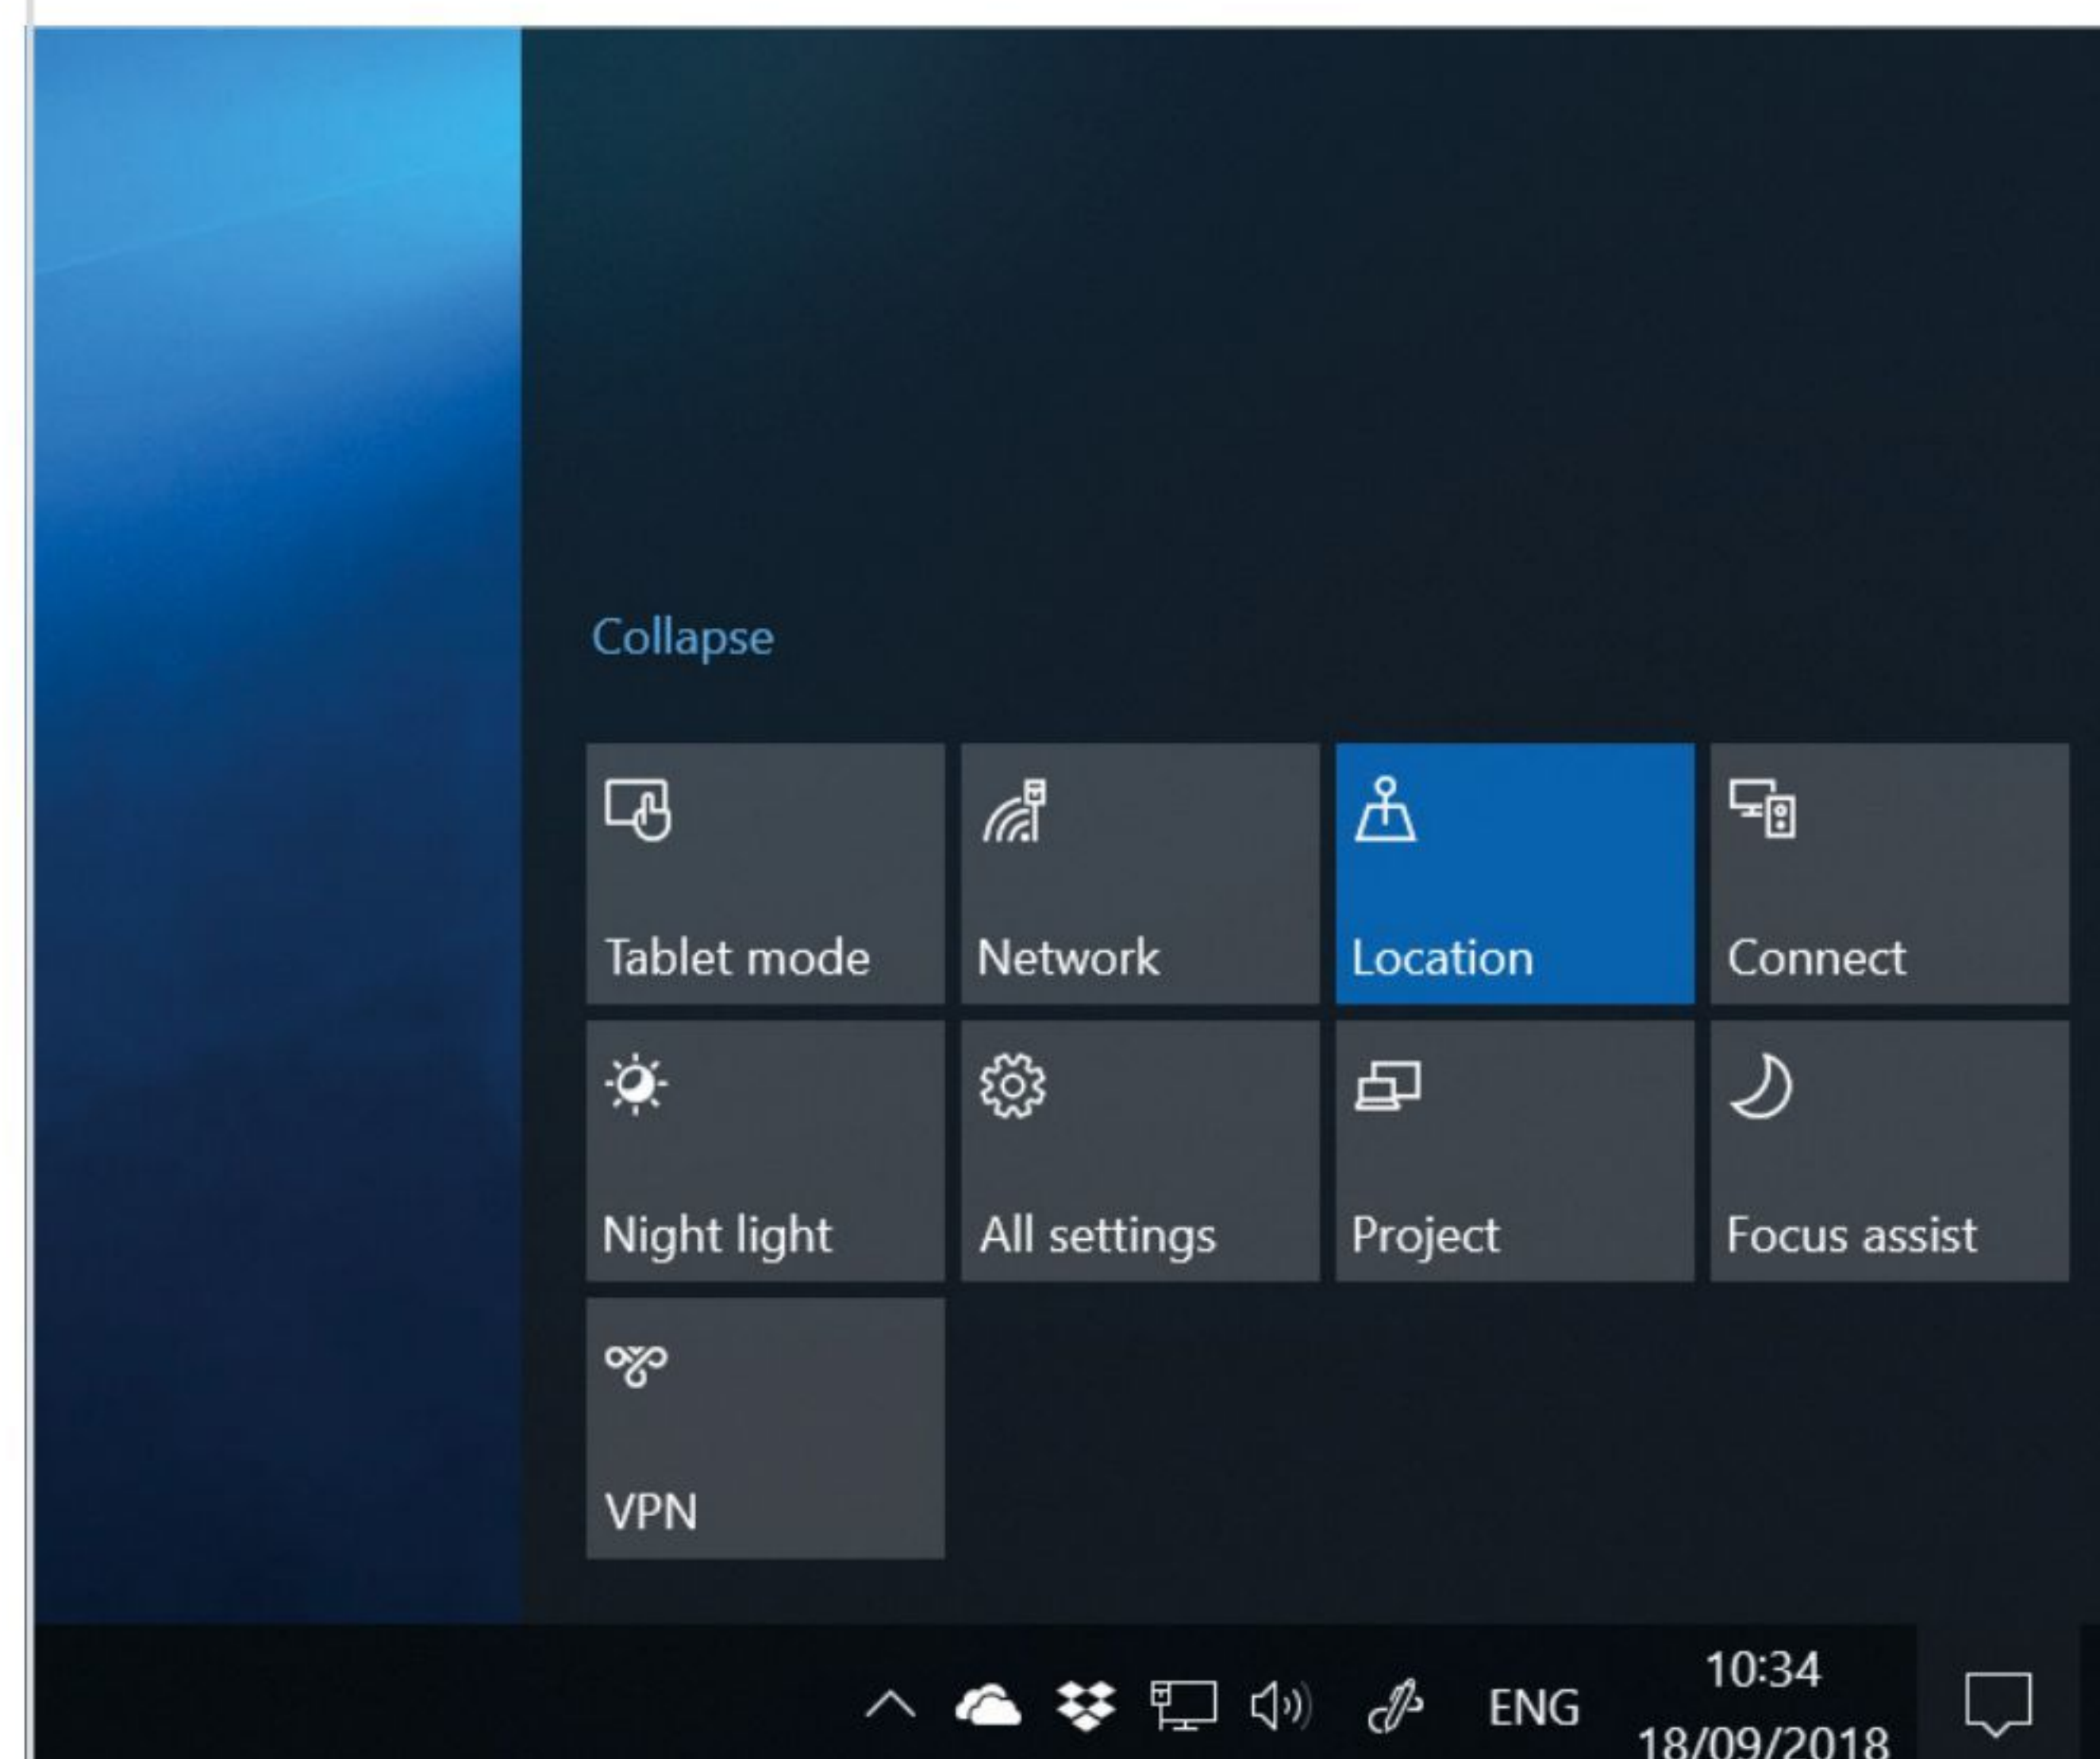 Collapse
Tablet mode
Network
Location
Connect
Night light
All settings
Project
Focus assist
VPN
ENG
10:34
18/09/2018